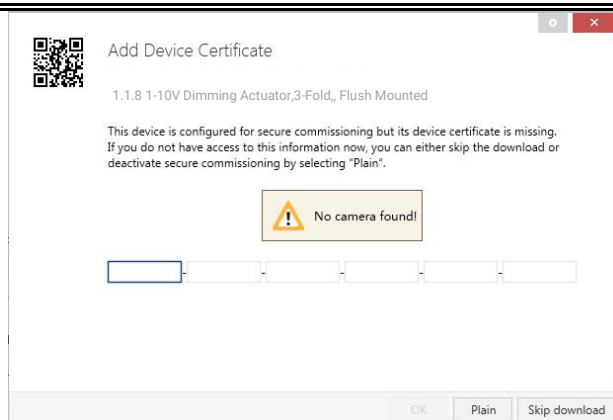 Add Device Certificate
1.1.8 1-10V Dimming Actuator,3-Fold,, Flush Mounted
This device is configured for secure commissioning but its device certificate is missing.
If you do not have access to this information now, you can either skip the download or
deactivate secure commissioning by selecting "Plain".
No camera found!
- - - - -
OK Plain Skip download